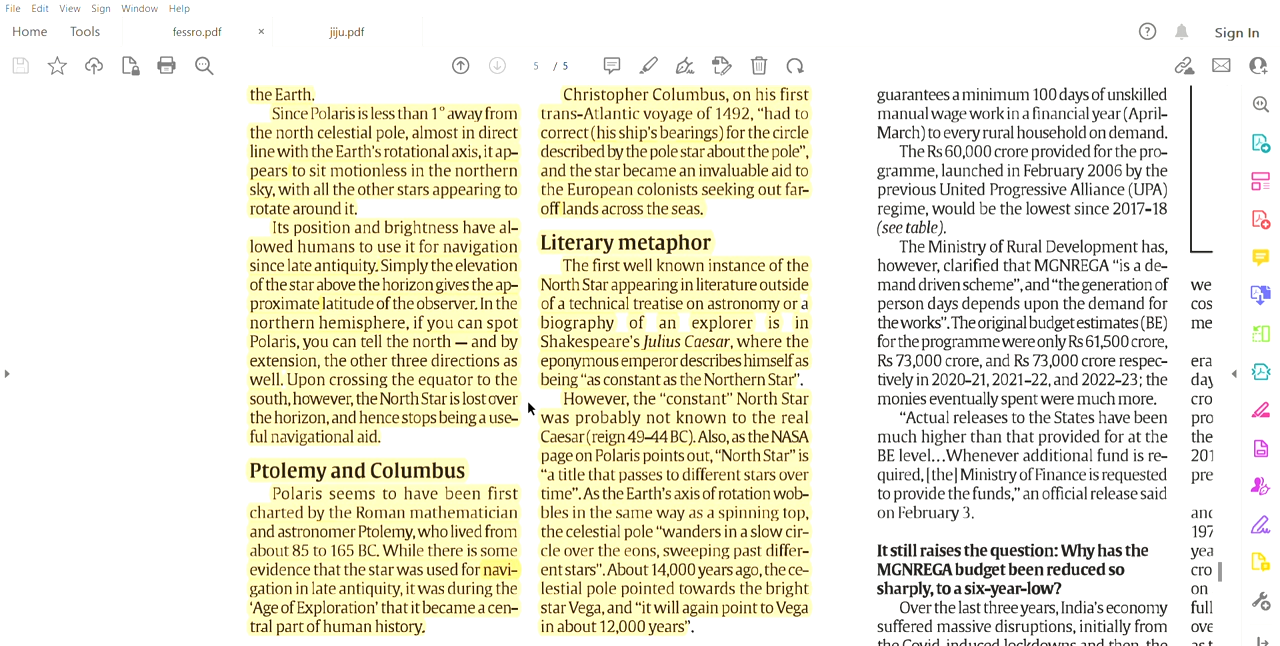 File Edit View Sign Window Help
Home Tools fessro.pdf × jiju.pdf ? Sign In
5 / 5
the Earth.
Since Polaris is less than 1° away from
the north celestial pole, almost in direct
line with the Earth's rotational axis, it ap-
pears to sit motionless in the northern
sky, with all the other stars appearing to
rotate around it.
Its position and brightness have al-
lowed humans to use it for navigation
since late antiquity. Simply the elevation
of the star above the horizon gives the ap-
proximate latitude of the observer. In the
northern hemisphere, if you can spot
Polaris, you can tell the north — and by
extension, the other three directions as
well. Upon crossing the equator to the
south, however, the North Star is lost over
the horizon, and hence stops being a use-
ful navigational aid.
Ptolemy and Columbus
Polaris seems to have been first
charted by the Roman mathematician
and astronomer Ptolemy, who lived from
about 85 to 165 BC. While there is some
evidence that the star was used for navi-
gation in late antiquity, it was during the
'Age of Exploration' that it became a cen-
tral part of human history.
Christopher Columbus, on his first
trans-Atlantic voyage of 1492, “had to
correct (his ship's bearings) for the circle
described by the pole star about the pole”,
and the star became an invaluable aid to
the European colonists seeking out far-
off lands across the seas.
Literary metaphor
The first well known instance of the
North Star appearing in literature outside
of a technical treatise on astronomy or a
biography of an explorer is in
Shakespeare's Julius Caesar, where the
eponymous emperor describes himself as
being “as constant as the Northern Star”.
However, the “constant” North Star
was probably not known to the real
Caesar (reign 49-44 BC). Also, as the NASA
page on Polaris points out, “North Star” is
“a title that passes to different stars over
time”. As the Earth's axis of rotation wob-
bles in the same way as a spinning top,
the celestial pole “wanders in a slow cir-
cle over the eons, sweeping past differ-
ent stars”. About 14,000 years ago, the ce-
lestial pole pointed towards the bright
star Vega, and “it will again point to Vega
in about 12,000 years”.
guarantees a minimum 100 days of unskilled
manual wage work in a financial year (April-
March) to every rural household on demand.
The Rs 60,000 crore provided for the pro-
gramme, launched in February 2006 by the
previous United Progressive Alliance (UPA)
regime, would be the lowest since 2017-18
(see table).
The Ministry of Rural Development has,
however, clarified that MGNREGA “is a de-
mand driven scheme”, and “the generation of
person days depends upon the demand for
the works”. The original budget estimates (BE)
for the programme were only Rs 61,500 crore,
Rs 73,000 crore, and Rs 73,000 crore respec-
tively in 2020-21, 2021-22, and 2022-23; the
monies eventually spent were much more.
“Actual releases to the States have been
much higher than that provided for at the
BE level...Whenever additional fund is re-
quired, [the] Ministry of Finance is requested
to provide the funds,” an official release said
on February 3.
It still raises the question: Why has the
MGNREGA budget been reduced so
sharply, to a six-year-low?
Over the last three years, India's economy
suffered massive disruptions, initially from
the Covid-induced lockdowns and then, the
we
cos
me
era
day
cro
pro
the
201
pre
and
197
yea
cro
on
full
ove
as t